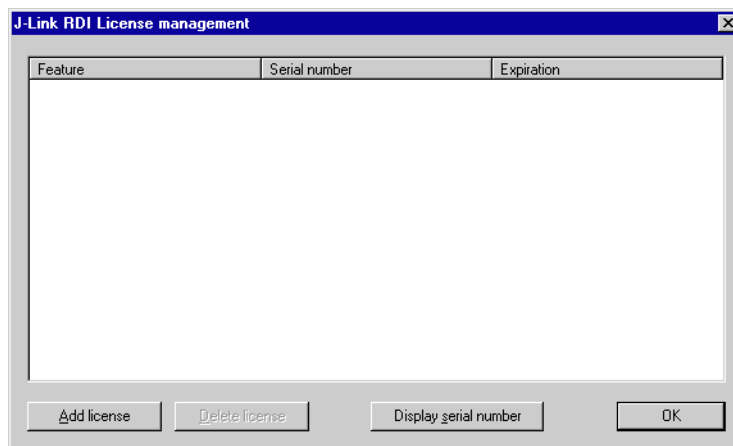 J-Link RDI License management
Feature Serial number Expiration
Add license Delete license Display serial number OK